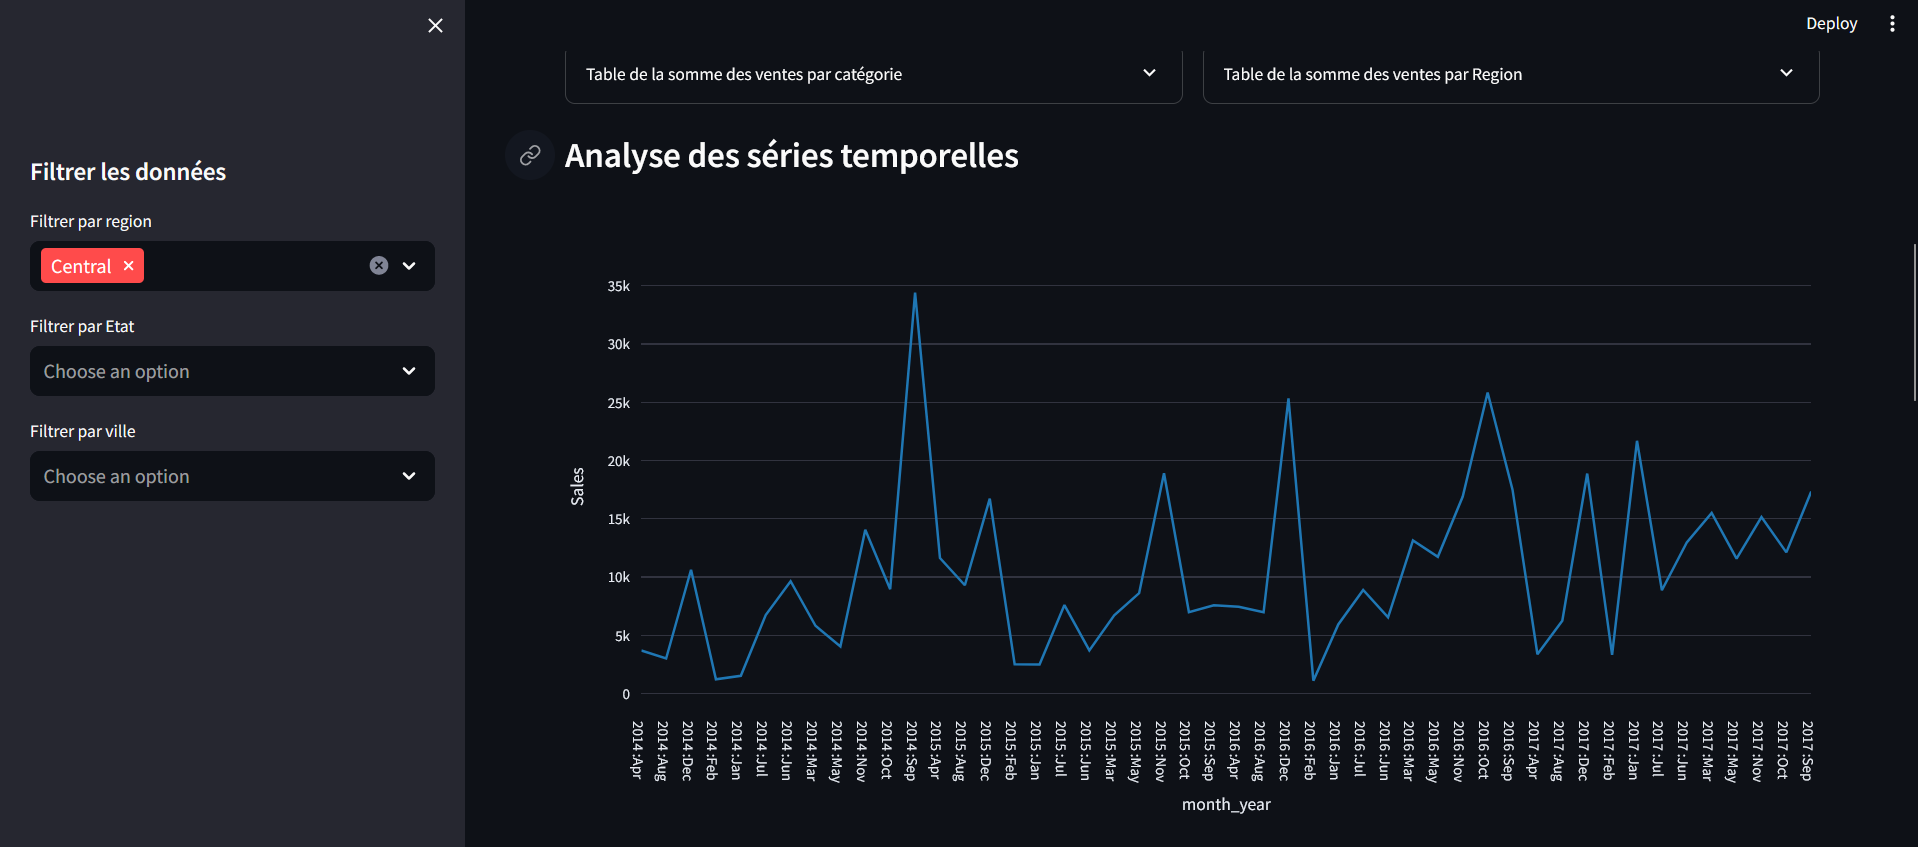 Deploy
Filtrer les données
Filtrer par region
Central
Filtrer par Etat
Choose an option
Filtrer par ville
Choose an option
Table de la somme des ventes par catégorie
Table de la somme des ventes par Region
Analyse des séries temporelles
35k
30k
25k
20k
15k
10k
5k
0
Sales
2014:Apr
2014:Aug
2014:Dec
2014:Feb
2014:Jan
2014:Jul
2014:Jun
2014:Mar
2014:May
2014:Nov
2014:Oct
2014:Sep
2015:Apr
2015:Aug
2015:Dec
2015:Feb
2015:Jan
2015:Jul
2015:Jun
2015:Mar
2015:May
2015:Nov
2015:Oct
2015:Sep
2016:Apr
2016:Aug
2016:Dec
2016:Feb
2016:Jan
2016:Jul
2016:Jun
2016:Mar
2016:May
2016:Nov
2016:Oct
2016:Sep
2017:Apr
2017:Aug
2017:Dec
2017:Feb
2017:Jan
2017:Jul
2017:Jun
2017:Mar
2017:May
2017:Nov
2017:Oct
2017:Sep
month_year